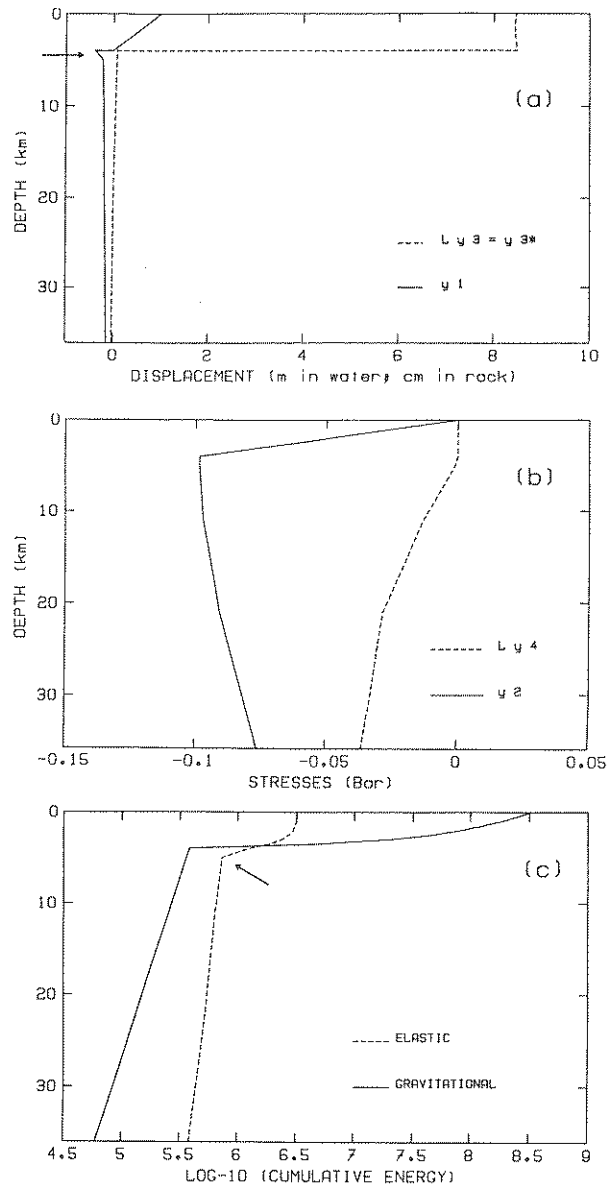 0
10
20
30
DEPTH (km)
(a)
L y 3 = y 3*
y 1
0 2 4 6 8 10
DISPLACEMENT (m in water; cm in rock)
0
10
20
30
DEPTH (km)
(b)
L y 4
y 2
-0.15 -0.1 -0.05 0 0.05
STRESSES (Bar)
0
10
20
30
DEPTH (km)
(c)
ELASTIC
GRAVITATIONAL
4.5 5 5.5 6 6.5 7 7.5 8 8.5 9
LOG-10 (CUMULATIVE ENERGY)